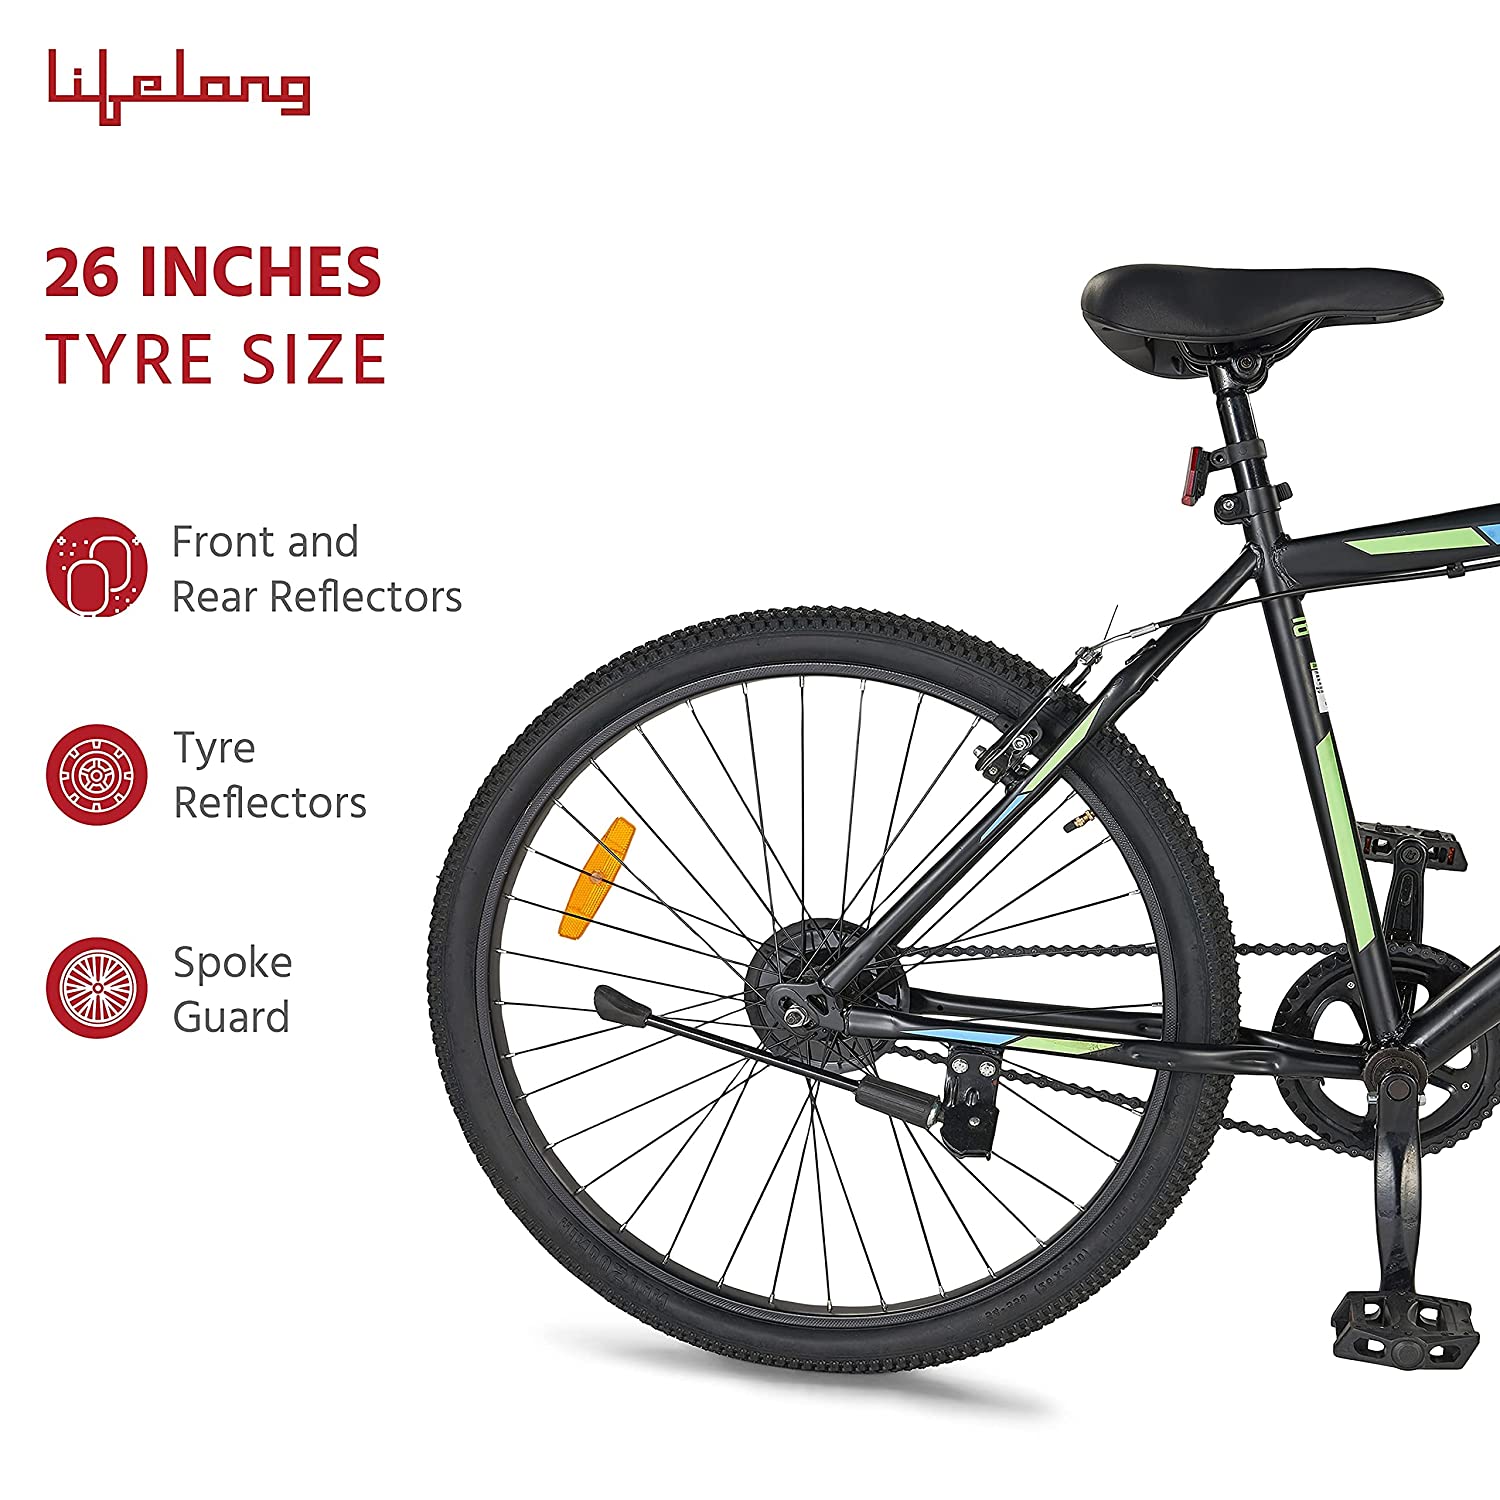 Lifelong
26 INCHES
TYRE SIZE
Front and
Rear Reflectors
Tyre
Reflectors
Spoke
Guard